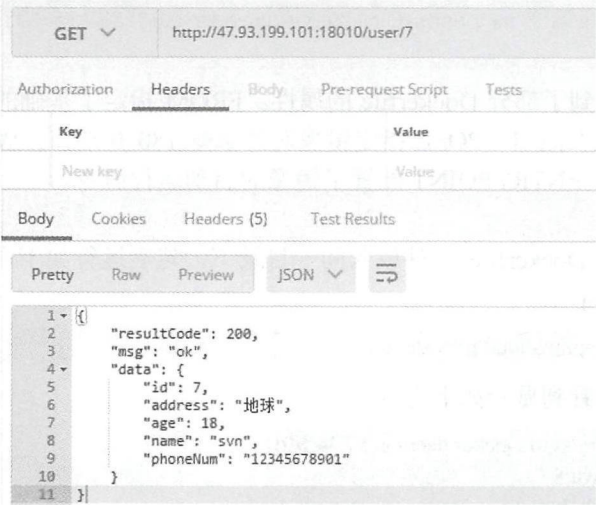 GET http://47.93.199.101:18010/user/7
Authorization Headers Body Pre-request Script Tests
Key Value
New key Value
Body Cookies Headers (5) Test Results
Pretty Raw Preview JSON
1 {
2 "resultCode": 200,
3 "msg": "ok",
4 "data": {
5 "id": 7,
6 "address": "地球",
7 "age": 18,
8 "name": "svn",
9 "phoneNum": "12345678901"
10 }
11 }